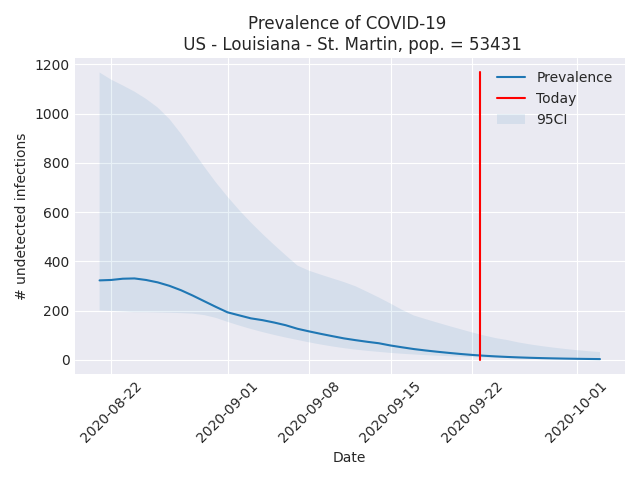 Prevalence of COVID-19
US - Louisiana - St. Martin, pop. = 53431
1200
1000
800
600
400
200
0
# undetected infections
Prevalence
Today
95CI
2020-08-22
2020-09-01
2020-09-08
2020-09-15
2020-09-22
2020-10-01
Date